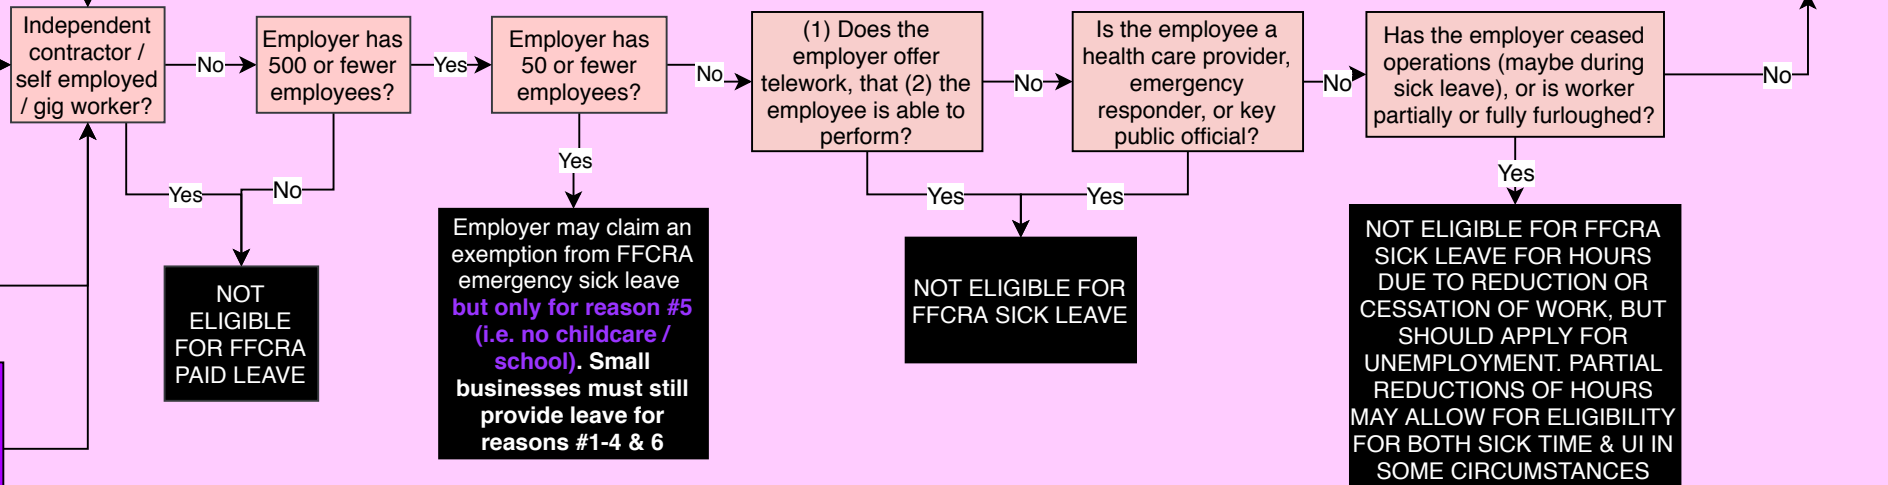 Independent
contractor /
self employed
/ gig worker?
No
Employer has
500 or fewer
employees?
Yes
Employer has
50 or fewer
employees?
No
(1) Does the
employer offer
telework, that (2) the
employee is able to
perform?
No
Is the employee a
health care provider,
emergency
responder, or key
public official?
No
Has the employer ceased
operations (maybe during
sick leave), or is worker
partially or fully furloughed?
No
Yes
No
Yes
Yes
Yes
Yes
NOT
ELIGIBLE
FOR FFCRA
PAID LEAVE
Employer may claim an
exemption from FFCRA
emergency sick leave
but only for reason #5
(i.e. no childcare /
school). Small
businesses must still
provide leave for
reasons #1-4 & 6
NOT ELIGIBLE FOR
FFCRA SICK LEAVE
NOT ELIGIBLE FOR FFCRA
SICK LEAVE FOR HOURS
DUE TO REDUCTION OR
CESSATION OF WORK, BUT
SHOULD APPLY FOR
UNEMPLOYMENT. PARTIAL
REDUCTIONS OF HOURS
MAY ALLOW FOR ELIGIBILITY
FOR BOTH SICK TIME & UI IN
SOME CIRCUMSTANCES